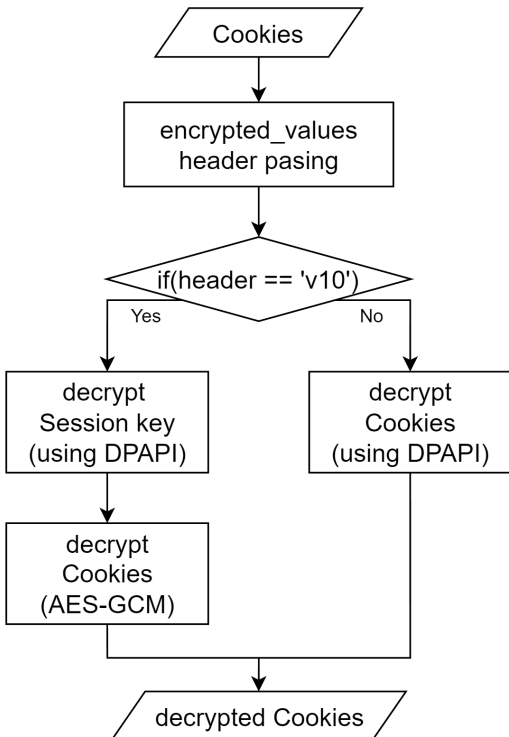 Cookies
encrypted_values
header pasing
if(header == 'v10')
Yes
No
decrypt
Session key
(using DPAPI)
decrypt
Cookies
(using DPAPI)
decrypt
Cookies
(AES-GCM)
decrypted Cookies